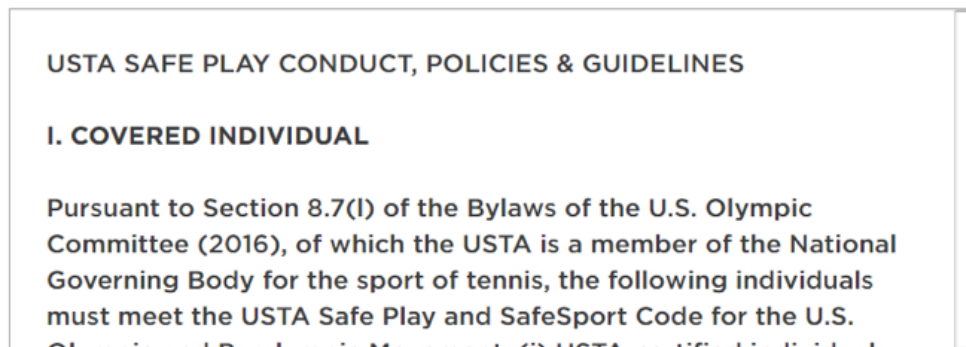 USTA SAFE PLAY CONDUCT, POLICIES & GUIDELINES
I. COVERED INDIVIDUAL
Pursuant to Section 8.7(l) of the Bylaws of the U.S. Olympic
Committee (2016), of which the USTA is a member of the National
Governing Body for the sport of tennis, the following individuals
must meet the USTA Safe Play and SafeSport Code for the U.S.